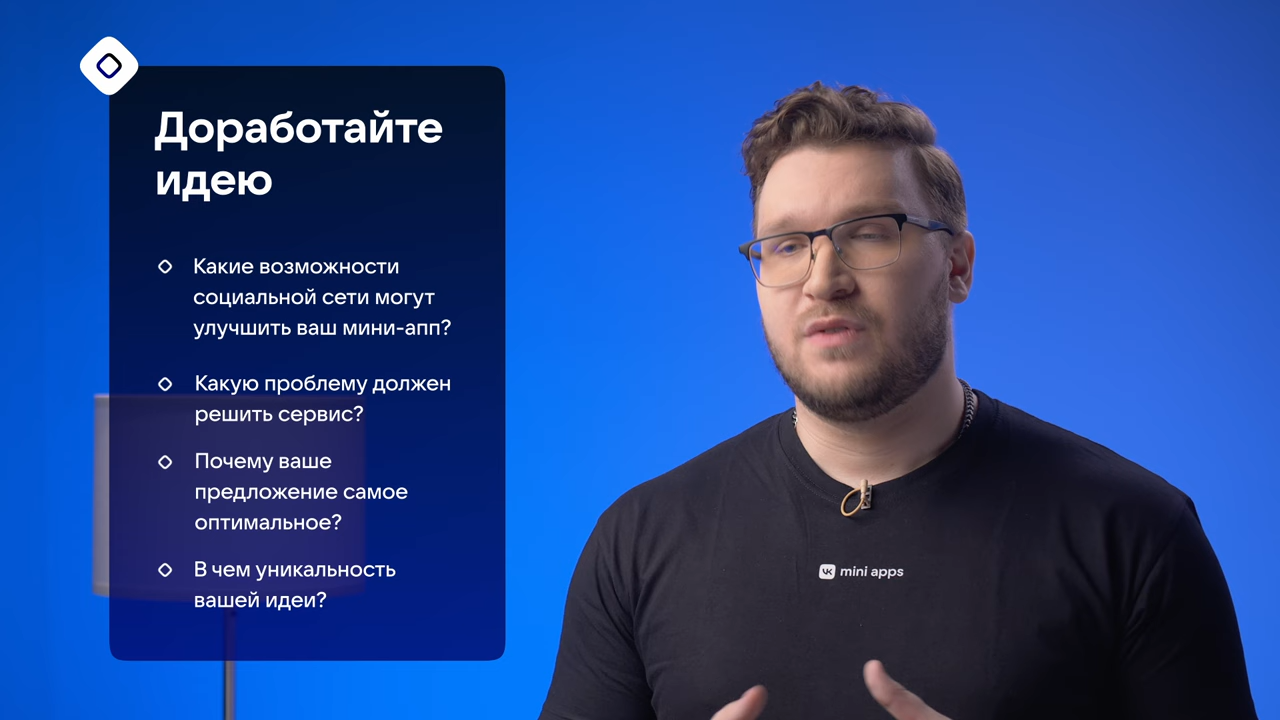 Доработайте
идею
Какие возможности
социальной сети могут
улучшить ваш мини-апп?
Какую проблему должен
решить сервис?
Почему ваше
предложение самое
оптимальное?
В чем уникальность
вашей идеи?
VK mini apps